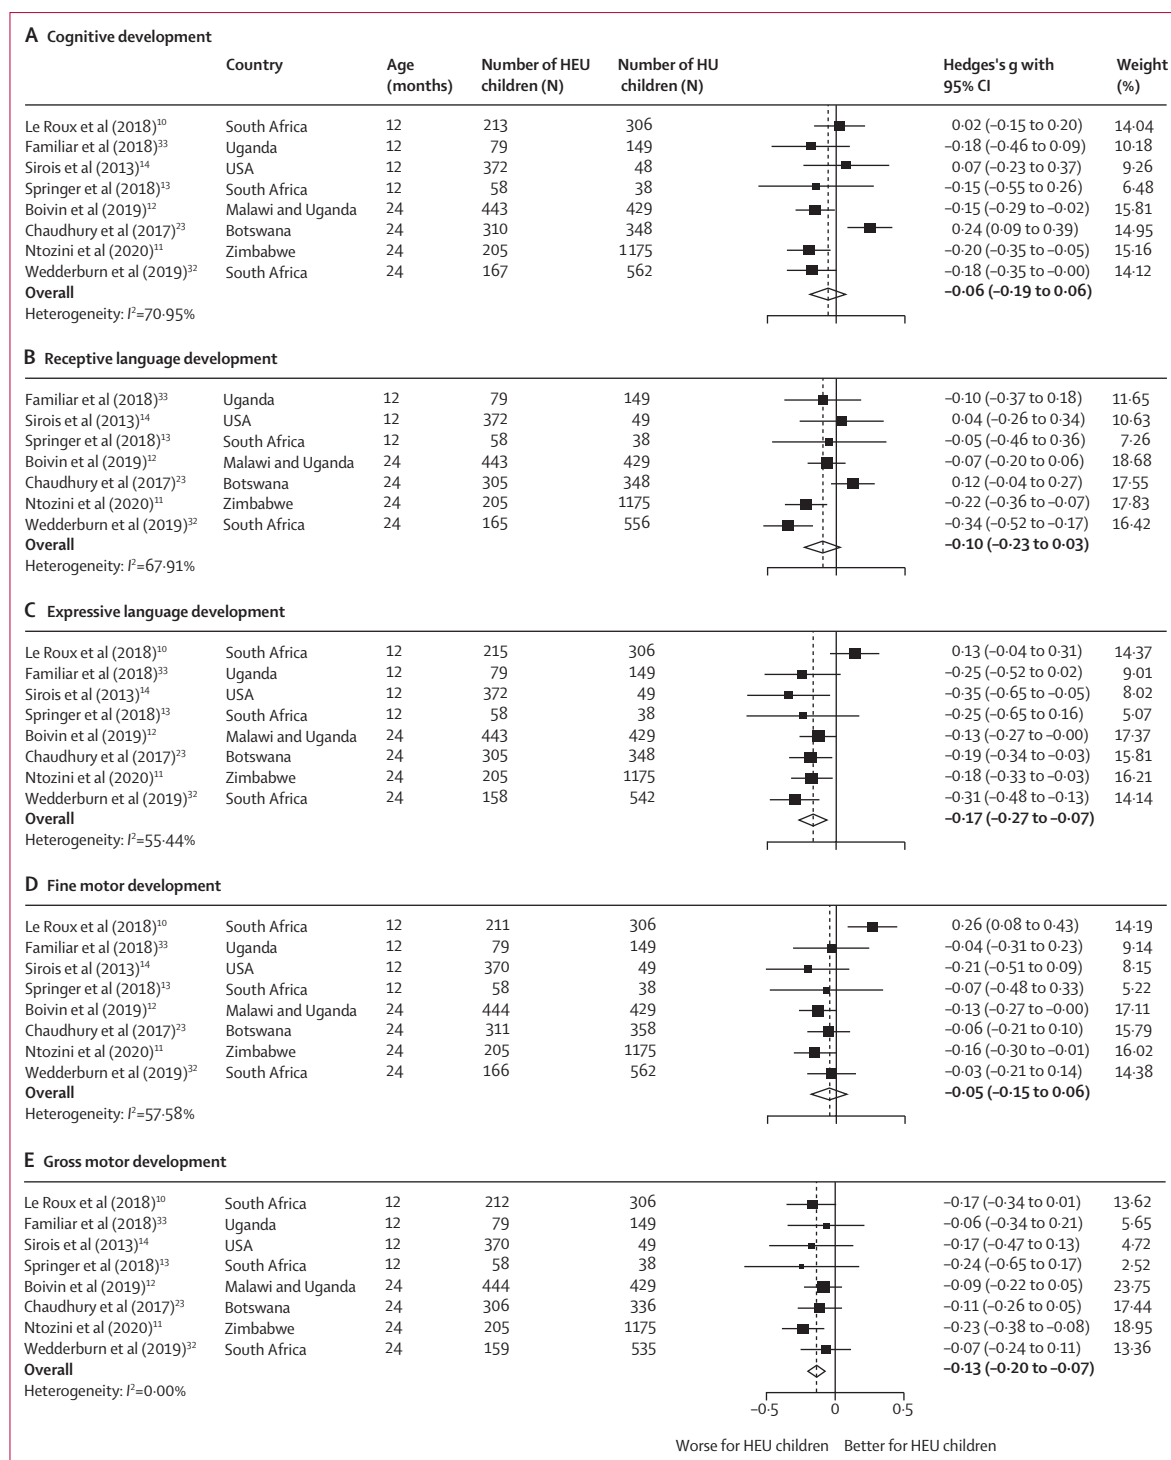 A Cognitive development
Country Age (months) Number of HEU children (N) Number of HU children (N) Hedges's g with 95% CI Weight (%)
Le Roux et al (2018)¹⁰ South Africa 12 213 306 0·02 (–0·15 to 0·20) 14·04
Familiar et al (2018)³³ Uganda 12 79 149 –0·18 (–0·46 to 0·09) 10·18
Sirois et al (2013)¹⁴ USA 12 372 48 0·07 (–0·23 to 0·37) 9·26
Springer et al (2018)¹³ South Africa 12 58 38 –0·15 (–0·55 to 0·26) 6·48
Boivin et al (2019)¹² Malawi and Uganda 24 443 429 –0·15 (–0·29 to –0·02) 15·81
Chaudhury et al (2017)²³ Botswana 24 310 348 0·24 (0·09 to 0·39) 14·95
Ntozini et al (2020)¹¹ Zimbabwe 24 205 1175 –0·20 (–0·35 to –0·05) 15·16
Wedderburn et al (2019)³² South Africa 24 167 562 –0·18 (–0·35 to –0·00) 14·12
Overall –0·06 (–0·19 to 0·06)
Heterogeneity: I²=70·95%
B Receptive language development
Familiar et al (2018)³³ Uganda 12 79 149 –0·10 (–0·37 to 0·18) 11·65
Sirois et al (2013)¹⁴ USA 12 372 49 0·04 (–0·26 to 0·34) 10·63
Springer et al (2018)¹³ South Africa 12 58 38 –0·05 (–0·46 to 0·36) 7·26
Boivin et al (2019)¹² Malawi and Uganda 24 443 429 –0·07 (–0·20 to 0·06) 18·68
Chaudhury et al (2017)²³ Botswana 24 305 348 0·12 (–0·04 to 0·27) 17·55
Ntozini et al (2020)¹¹ Zimbabwe 24 205 1175 –0·22 (–0·36 to –0·07) 17·83
Wedderburn et al (2019)³² South Africa 24 165 556 –0·34 (–0·52 to –0·17) 16·42
Overall –0·10 (–0·23 to 0·03)
Heterogeneity: I²=67·91%
C Expressive language development
Le Roux et al (2018)¹⁰ South Africa 12 215 306 0·13 (–0·04 to 0·31) 14·37
Familiar et al (2018)³³ Uganda 12 79 149 –0·25 (–0·52 to 0·02) 9·01
Sirois et al (2013)¹⁴ USA 12 372 49 –0·35 (–0·65 to –0·05) 8·02
Springer et al (2018)¹³ South Africa 12 58 38 –0·25 (–0·65 to 0·16) 5·07
Boivin et al (2019)¹² Malawi and Uganda 24 443 429 –0·13 (–0·27 to –0·00) 17·37
Chaudhury et al (2017)²³ Botswana 24 305 348 –0·19 (–0·34 to –0·03) 15·81
Ntozini et al (2020)¹¹ Zimbabwe 24 205 1175 –0·18 (–0·33 to –0·03) 16·21
Wedderburn et al (2019)³² South Africa 24 158 542 –0·31 (–0·48 to –0·13) 14·14
Overall –0·17 (–0·27 to –0·07)
Heterogeneity: I²=55·44%
D Fine motor development
Le Roux et al (2018)¹⁰ South Africa 12 211 306 0·26 (0·08 to 0·43) 14·19
Familiar et al (2018)³³ Uganda 12 79 149 –0·04 (–0·31 to 0·23) 9·14
Sirois et al (2013)¹⁴ USA 12 370 49 –0·21 (–0·51 to 0·09) 8·15
Springer et al (2018)¹³ South Africa 12 58 38 –0·07 (–0·48 to 0·33) 5·22
Boivin et al (2019)¹² Malawi and Uganda 24 444 429 –0·13 (–0·27 to –0·00) 17·11
Chaudhury et al (2017)²³ Botswana 24 311 358 –0·06 (–0·21 to 0·10) 15·79
Ntozini et al (2020)¹¹ Zimbabwe 24 205 1175 –0·16 (–0·30 to –0·01) 16·02
Wedderburn et al (2019)³² South Africa 24 166 562 –0·03 (–0·21 to 0·14) 14·38
Overall –0·05 (–0·15 to 0·06)
Heterogeneity: I²=57·58%
E Gross motor development
Le Roux et al (2018)¹⁰ South Africa 12 212 306 –0·17 (–0·34 to 0·01) 13·62
Familiar et al (2018)³³ Uganda 12 79 149 –0·06 (–0·34 to 0·21) 5·65
Sirois et al (2013)¹⁴ USA 12 370 49 –0·17 (–0·47 to 0·13) 4·72
Springer et al (2018)¹³ South Africa 12 58 38 –0·24 (–0·65 to 0·17) 2·52
Boivin et al (2019)¹² Malawi and Uganda 24 444 429 –0·09 (–0·22 to 0·05) 23·75
Chaudhury et al (2017)²³ Botswana 24 306 336 –0·11 (–0·26 to 0·05) 17·44
Ntozini et al (2020)¹¹ Zimbabwe 24 205 1175 –0·23 (–0·38 to –0·08) 18·95
Wedderburn et al (2019)³² South Africa 24 159 535 –0·07 (–0·24 to 0·11) 13·36
Overall –0·13 (–0·20 to –0·07)
Heterogeneity: I²=0·00%
–0·5 0 0·5
Worse for HEU children Better for HEU children